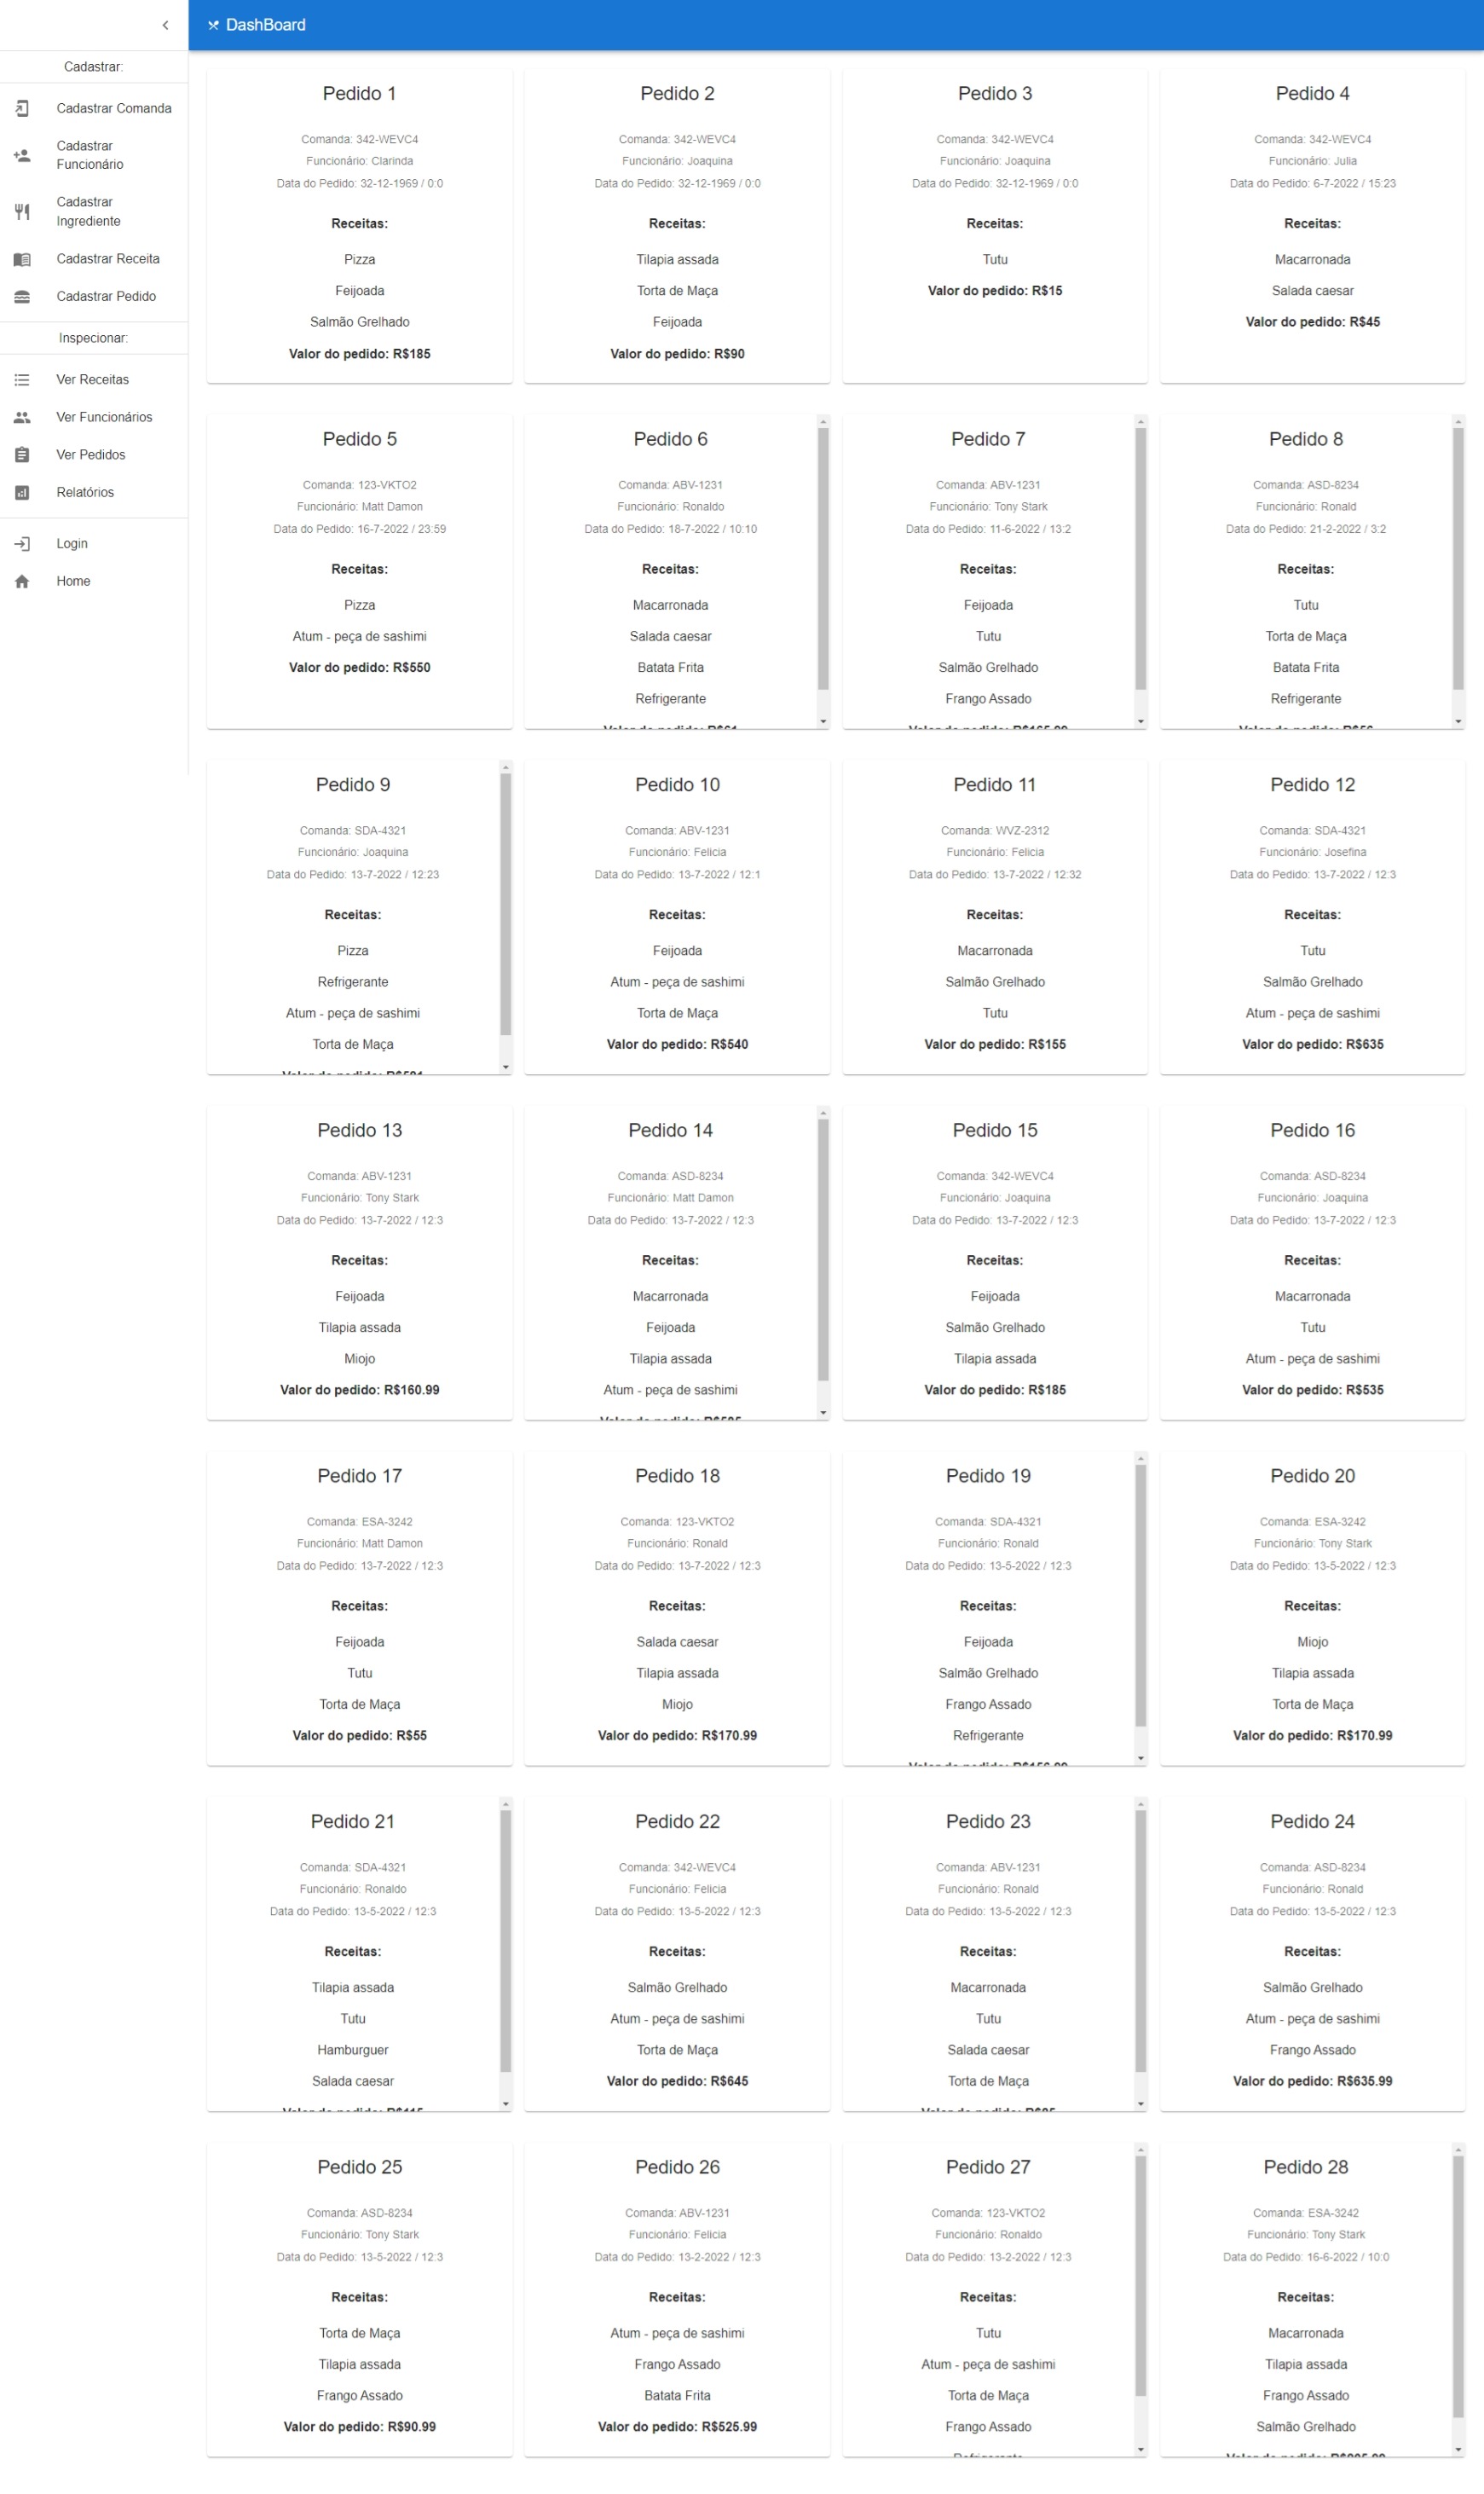 DashBoard
Cadastrar:
Cadastrar Comanda
Cadastrar
Funcionário
Cadastrar
Ingrediente
Cadastrar Receita
Cadastrar Pedido
Inspecionar:
Ver Receitas
Ver Funcionários
Ver Pedidos
Relatórios
Login
Home
Pedido 1
Comanda: 342-WEVC4
Funcionário: Clarinda
Data do Pedido: 32-12-1969 / 0:0
Receitas:
Pizza
Feijoada
Salmão Grelhado
Valor do pedido: R$185
Pedido 2
Comanda: 342-WEVC4
Funcionário: Joaquina
Data do Pedido: 32-12-1969 / 0:0
Receitas:
Tilapia assada
Torta de Maça
Feijoada
Valor do pedido: R$90
Pedido 3
Comanda: 342-WEVC4
Funcionário: Joaquina
Data do Pedido: 32-12-1969 / 0:0
Receitas:
Tutu
Valor do pedido: R$15
Pedido 4
Comanda: 342-WEVC4
Funcionário: Julia
Data do Pedido: 6-7-2022 / 15:23
Receitas:
Macarronada
Salada caesar
Valor do pedido: R$45
Pedido 5
Comanda: 123-VKTO2
Funcionário: Matt Damon
Data do Pedido: 16-7-2022 / 23:59
Receitas:
Pizza
Atum - peça de sashimi
Valor do pedido: R$550
Pedido 6
Comanda: ABV-1231
Funcionário: Ronaldo
Data do Pedido: 18-7-2022 / 10:10
Receitas:
Macarronada
Salada caesar
Batata Frita
Refrigerante
Valor do pedido:
Pedido 7
Comanda: ABV-1231
Funcionário: Tony Stark
Data do Pedido: 11-6-2022 / 13:2
Receitas:
Feijoada
Tutu
Salmão Grelhado
Frango Assado
Valor do pedido:
Pedido 8
Comanda: ASD-8234
Funcionário: Ronald
Data do Pedido: 21-2-2022 / 3:2
Receitas:
Tutu
Torta de Maça
Batata Frita
Refrigerante
Valor do pedido:
Pedido 9
Comanda: SDA-4321
Funcionário: Joaquina
Data do Pedido: 13-7-2022 / 12:23
Receitas:
Pizza
Refrigerante
Atum - peça de sashimi
Torta de Maça
Valor do pedido:
Pedido 10
Comanda: ABV-1231
Funcionário: Felicia
Data do Pedido: 13-7-2022 / 12:1
Receitas:
Feijoada
Atum - peça de sashimi
Torta de Maça
Valor do pedido: R$540
Pedido 11
Comanda: WVZ-2312
Funcionário: Felicia
Data do Pedido: 13-7-2022 / 12:32
Receitas:
Macarronada
Salmão Grelhado
Tutu
Valor do pedido: R$155
Pedido 12
Comanda: SDA-4321
Funcionário: Josefina
Data do Pedido: 13-7-2022 / 12:3
Receitas:
Tutu
Salmão Grelhado
Atum - peça de sashimi
Valor do pedido: R$635
Pedido 13
Comanda: ABV-1231
Funcionário: Tony Stark
Data do Pedido: 13-7-2022 / 12:3
Receitas:
Feijoada
Tilapia assada
Miojo
Valor do pedido: R$160.99
Pedido 14
Comanda: ASD-8234
Funcionário: Matt Damon
Data do Pedido: 13-7-2022 / 12:3
Receitas:
Macarronada
Feijoada
Tilapia assada
Atum - peça de sashimi
Valor do pedido:
Pedido 15
Comanda: 342-WEVC4
Funcionário: Joaquina
Data do Pedido: 13-7-2022 / 12:3
Receitas:
Feijoada
Salmão Grelhado
Tilapia assada
Valor do pedido: R$185
Pedido 16
Comanda: ASD-8234
Funcionário: Joaquina
Data do Pedido: 13-7-2022 / 12:3
Receitas:
Macarronada
Tutu
Atum - peça de sashimi
Valor do pedido: R$535
Pedido 17
Comanda: ESA-3242
Funcionário: Matt Damon
Data do Pedido: 13-7-2022 / 12:3
Receitas:
Feijoada
Tutu
Torta de Maça
Valor do pedido: R$55
Pedido 18
Comanda: 123-VKTO2
Funcionário: Ronald
Data do Pedido: 13-7-2022 / 12:3
Receitas:
Salada caesar
Tilapia assada
Miojo
Valor do pedido: R$170.99
Pedido 19
Comanda: SDA-4321
Funcionário: Ronald
Data do Pedido: 13-5-2022 / 12:3
Receitas:
Feijoada
Salmão Grelhado
Frango Assado
Refrigerante
Valor do pedido:
Pedido 20
Comanda: ESA-3242
Funcionário: Tony Stark
Data do Pedido: 13-5-2022 / 12:3
Receitas:
Miojo
Tilapia assada
Torta de Maça
Valor do pedido: R$170.99
Pedido 21
Comanda: SDA-4321
Funcionário: Ronaldo
Data do Pedido: 13-5-2022 / 12:3
Receitas:
Tilapia assada
Tutu
Hamburguer
Salada caesar
Valor do pedido:
Pedido 22
Comanda: 342-WEVC4
Funcionário: Felicia
Data do Pedido: 13-5-2022 / 12:3
Receitas:
Salmão Grelhado
Atum - peça de sashimi
Torta de Maça
Valor do pedido: R$645
Pedido 23
Comanda: ABV-1231
Funcionário: Ronald
Data do Pedido: 13-5-2022 / 12:3
Receitas:
Macarronada
Tutu
Salada caesar
Torta de Maça
Valor do pedido:
Pedido 24
Comanda: ASD-8234
Funcionário: Ronald
Data do Pedido: 13-5-2022 / 12:3
Receitas:
Salmão Grelhado
Atum - peça de sashimi
Frango Assado
Valor do pedido: R$635.99
Pedido 25
Comanda: ASD-8234
Funcionário: Tony Stark
Data do Pedido: 13-5-2022 / 12:3
Receitas:
Torta de Maça
Tilapia assada
Frango Assado
Valor do pedido: R$90.99
Pedido 26
Comanda: ABV-1231
Funcionário: Felicia
Data do Pedido: 13-2-2022 / 12:3
Receitas:
Atum - peça de sashimi
Frango Assado
Batata Frita
Valor do pedido: R$525.99
Pedido 27
Comanda: 123-VKTO2
Funcionário: Ronaldo
Data do Pedido: 13-2-2022 / 12:3
Receitas:
Tutu
Atum - peça de sashimi
Torta de Maça
Frango Assado
Refrigerante
Pedido 28
Comanda: ESA-3242
Funcionário: Tony Stark
Data do Pedido: 16-6-2022 / 10:0
Receitas:
Macarronada
Tilapia assada
Frango Assado
Salmão Grelhado
Valor do pedido: